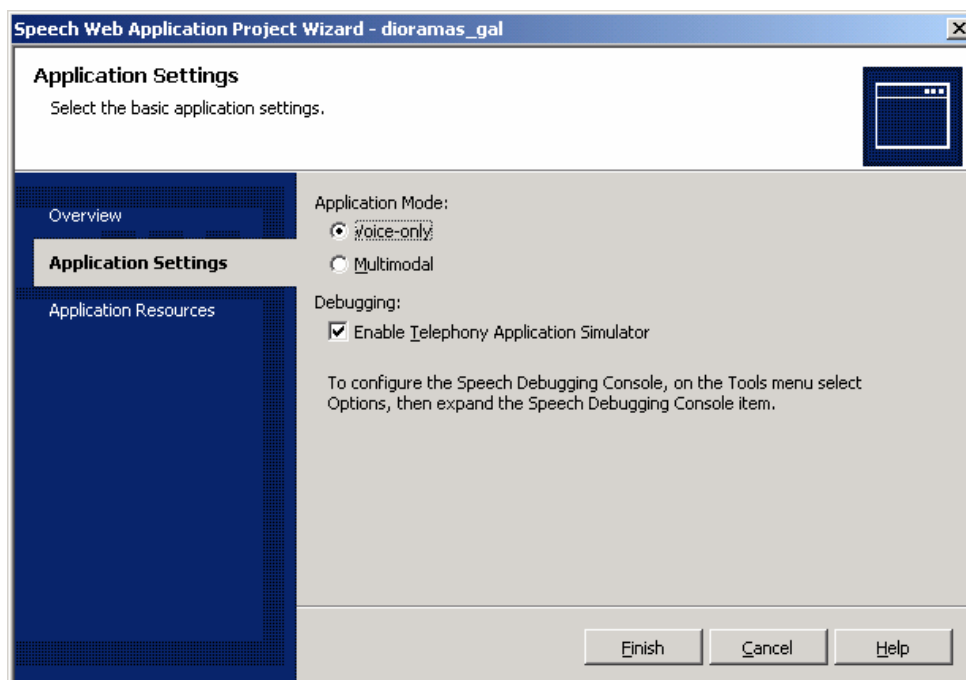 Speech Web Application Project Wizard - dioramas_gal
Application Settings
Select the basic application settings.
Overview
Application Settings
Application Resources
Application Mode:
Voice-only
Multimodal
Debugging:
Enable Telephony Application Simulator
To configure the Speech Debugging Console, on the Tools menu select
Options, then expand the Speech Debugging Console item.
Finish
Cancel
Help